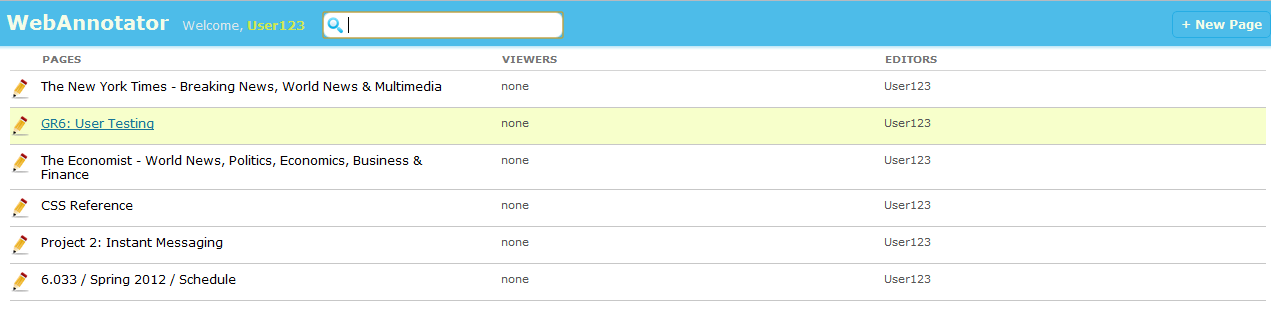 WebAnnotator Welcome, User123 + New Page
PAGES VIEWERS EDITORS
The New York Times - Breaking News, World News & Multimedia none User123
GR6: User Testing none User123
The Economist - World News, Politics, Economics, Business & none User123
Finance
CSS Reference none User123
Project 2: Instant Messaging none User123
6.033 / Spring 2012 / Schedule none User123